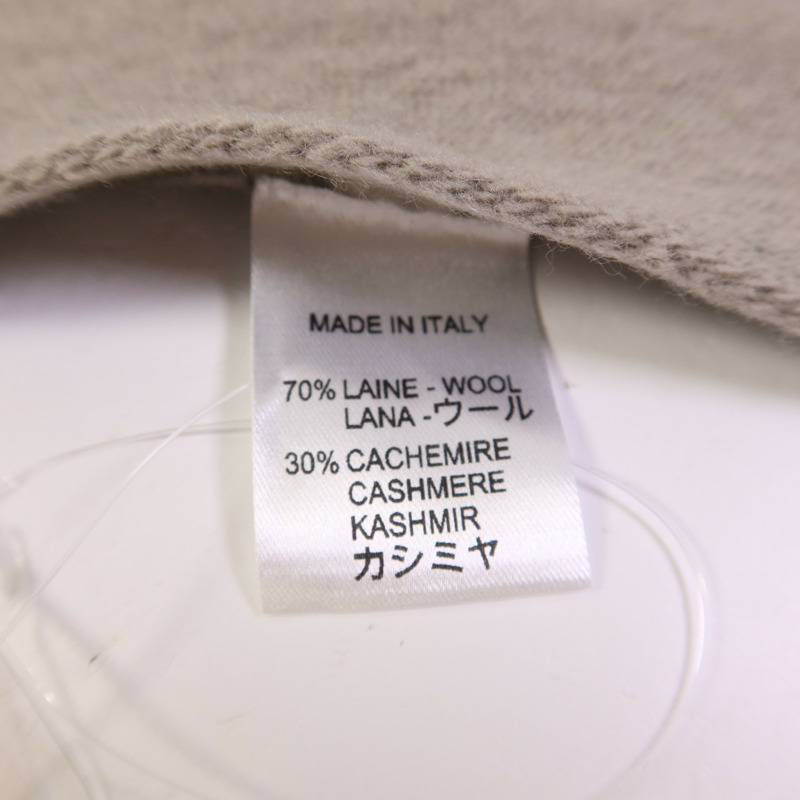 MADE IN ITALY
70% LAINE - WOOL
LANA -ウール
30% CACHEMIRE
CASHMERE
KASHMIR
カシミヤ